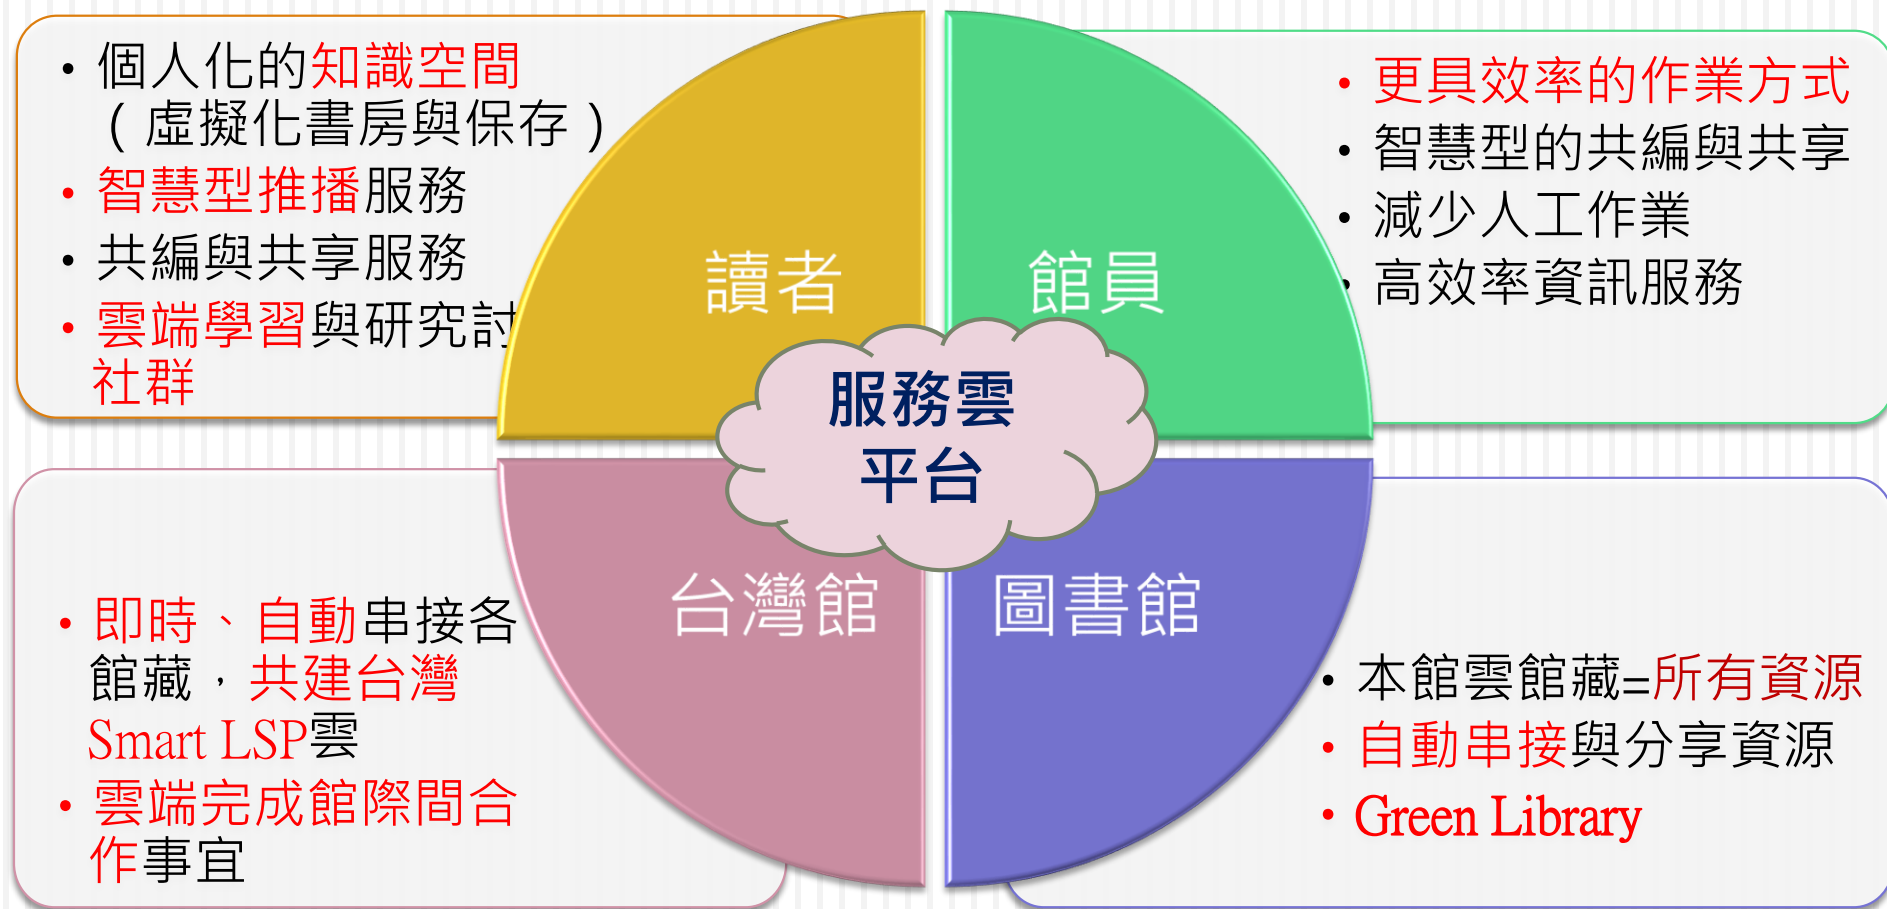 • 個人化的知識空間
（虛擬化書房與保存）
• 智慧型推播服務
• 共編與共享服務
• 雲端學習與研究討
社群
讀者
館員
• 更具效率的作業方式
• 智慧型的共編與共享
• 減少人工作業
• 高效率資訊服務
服務雲
平台
• 即時、自動串接各
館藏，共建台灣
Smart LSP雲
• 雲端完成館際間合
作事宜
台灣館
圖書館
• 本館雲館藏=所有資源
• 自動串接與分享資源
• Green Library